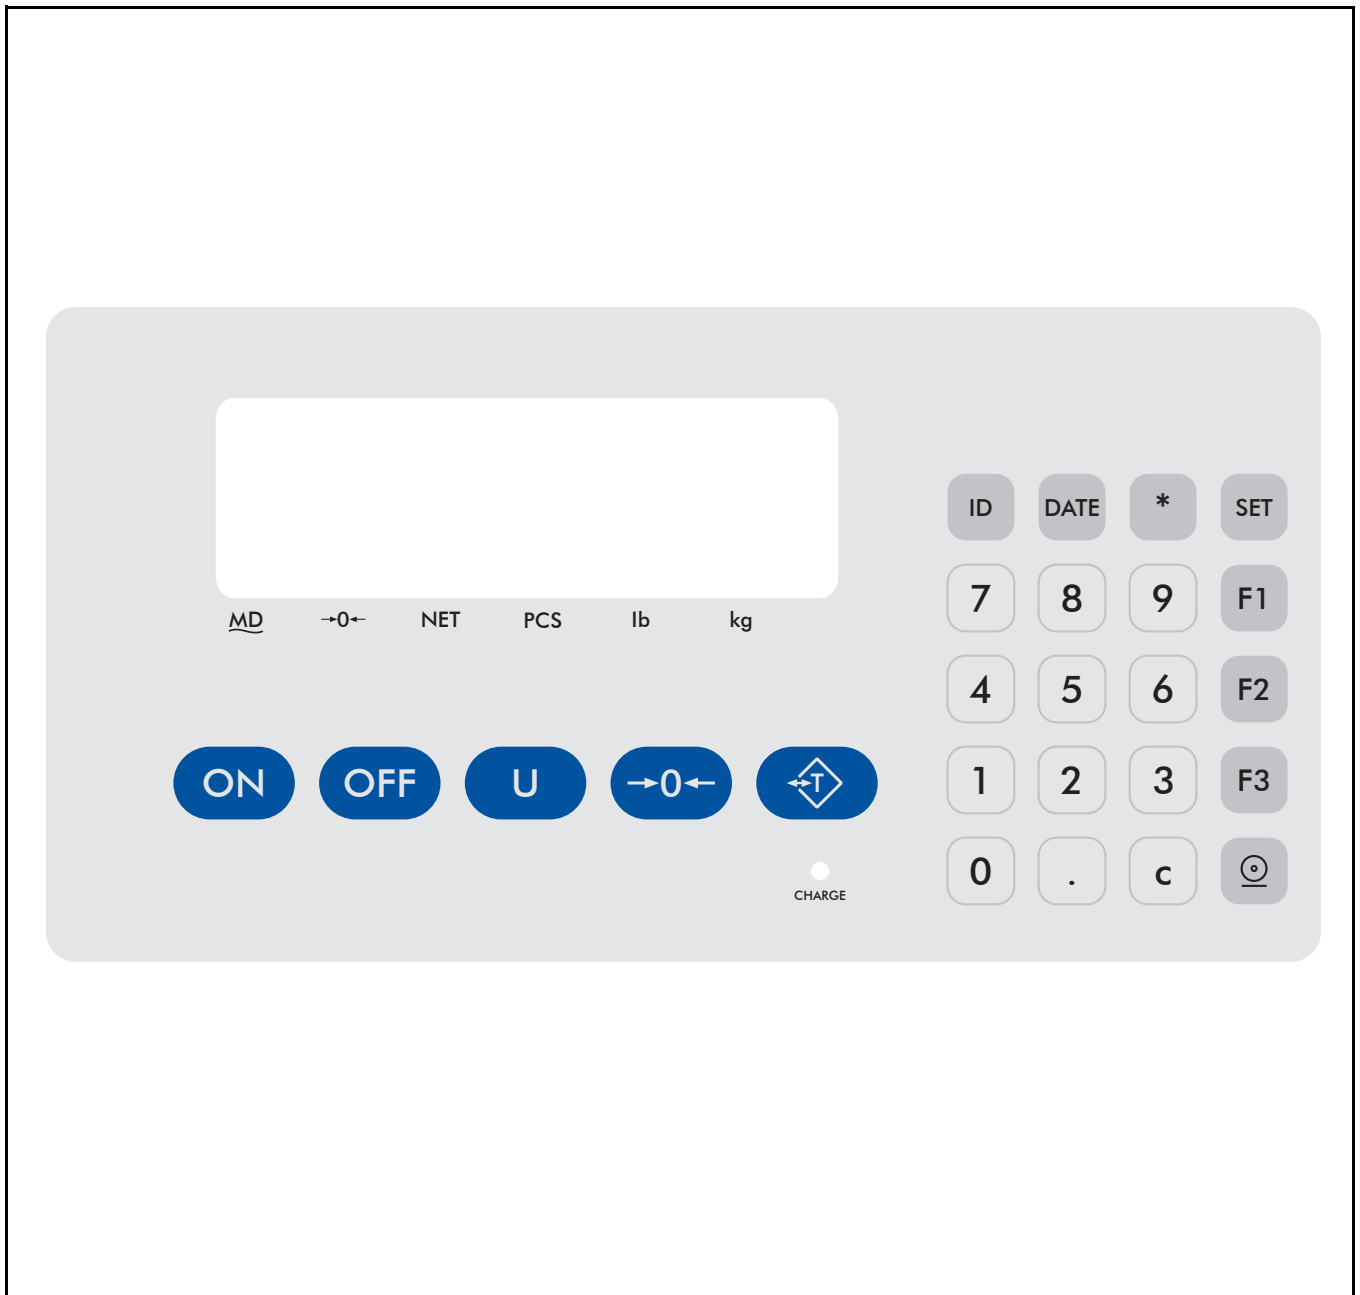 MD →0← NET PCS lb kg
ON OFF U →0← T
CHARGE
ID DATE * SET
7 8 9 F1
4 5 6 F2
1 2 3 F3
0 . c